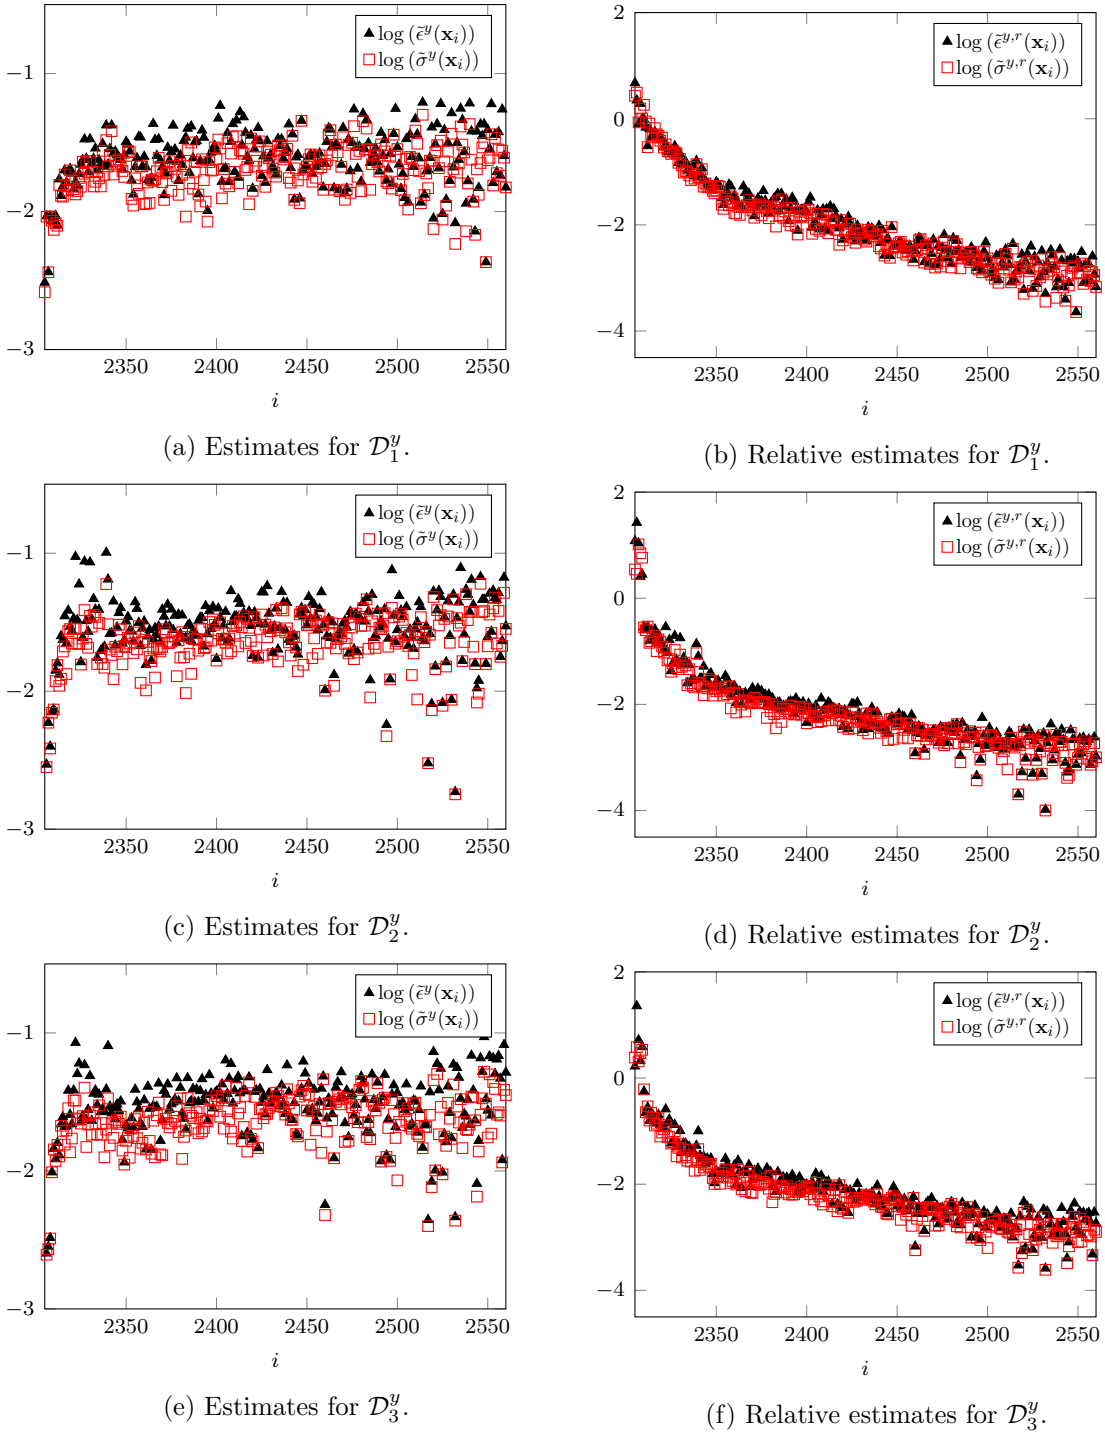 −1
−2
−3
2350 2400 2450 2500 2550
i
log (ϵ̃^y(x_i))
log (σ̃^y(x_i))
(a) Estimates for 𝒟_1^y.
2
0
−2
−4
2350 2400 2450 2500 2550
i
log (ϵ̃^{y,r}(x_i))
log (σ̃^{y,r}(x_i))
(b) Relative estimates for 𝒟_1^y.
−1
−2
−3
2350 2400 2450 2500 2550
i
log (ϵ̃^y(x_i))
log (σ̃^y(x_i))
(c) Estimates for 𝒟_2^y.
2
0
−2
−4
2350 2400 2450 2500 2550
i
log (ϵ̃^{y,r}(x_i))
log (σ̃^{y,r}(x_i))
(d) Relative estimates for 𝒟_2^y.
−1
−2
−3
2350 2400 2450 2500 2550
i
log (ϵ̃^y(x_i))
log (σ̃^y(x_i))
(e) Estimates for 𝒟_3^y.
2
0
−2
−4
2350 2400 2450 2500 2550
i
log (ϵ̃^{y,r}(x_i))
log (σ̃^{y,r}(x_i))
(f) Relative estimates for 𝒟_3^y.